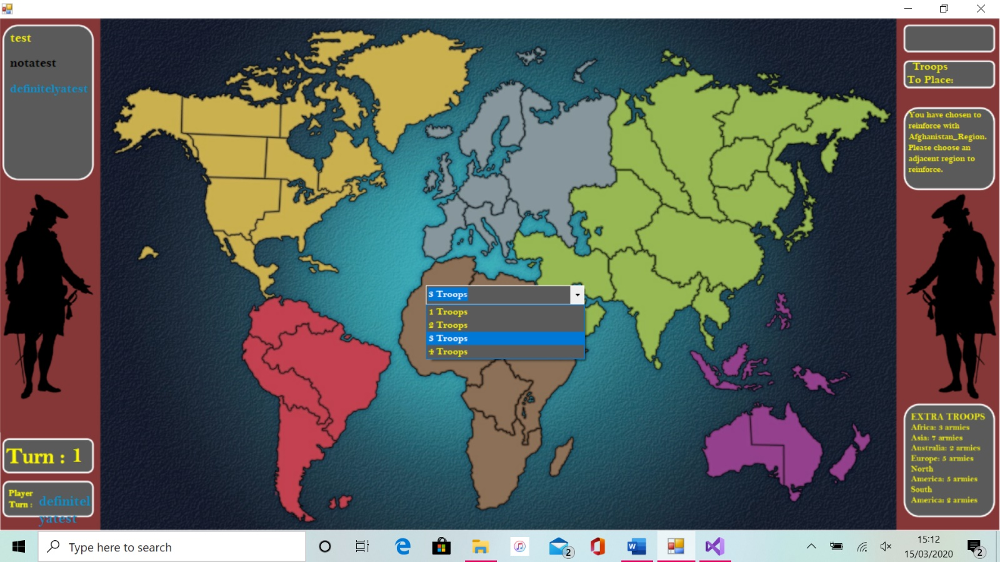 test
notatest
definitelyatest
Turn : 1
Player
Turn :
definitel
yatest
3 Troops
1 Troops
2 Troops
3 Troops
4 Troops
Troops
To Place:
You have chosen to
reinforce with
Afghanistan_Region.
Please choose an
adjacent region to
reinforce.
EXTRA TROOPS
Africa: 3 armies
Asia: 7 armies
Australia: 2 armies
Europe: 5 armies
North
America: 5 armies
South
America: 2 armies
Type here to search
2
15:12
15/03/2020
2